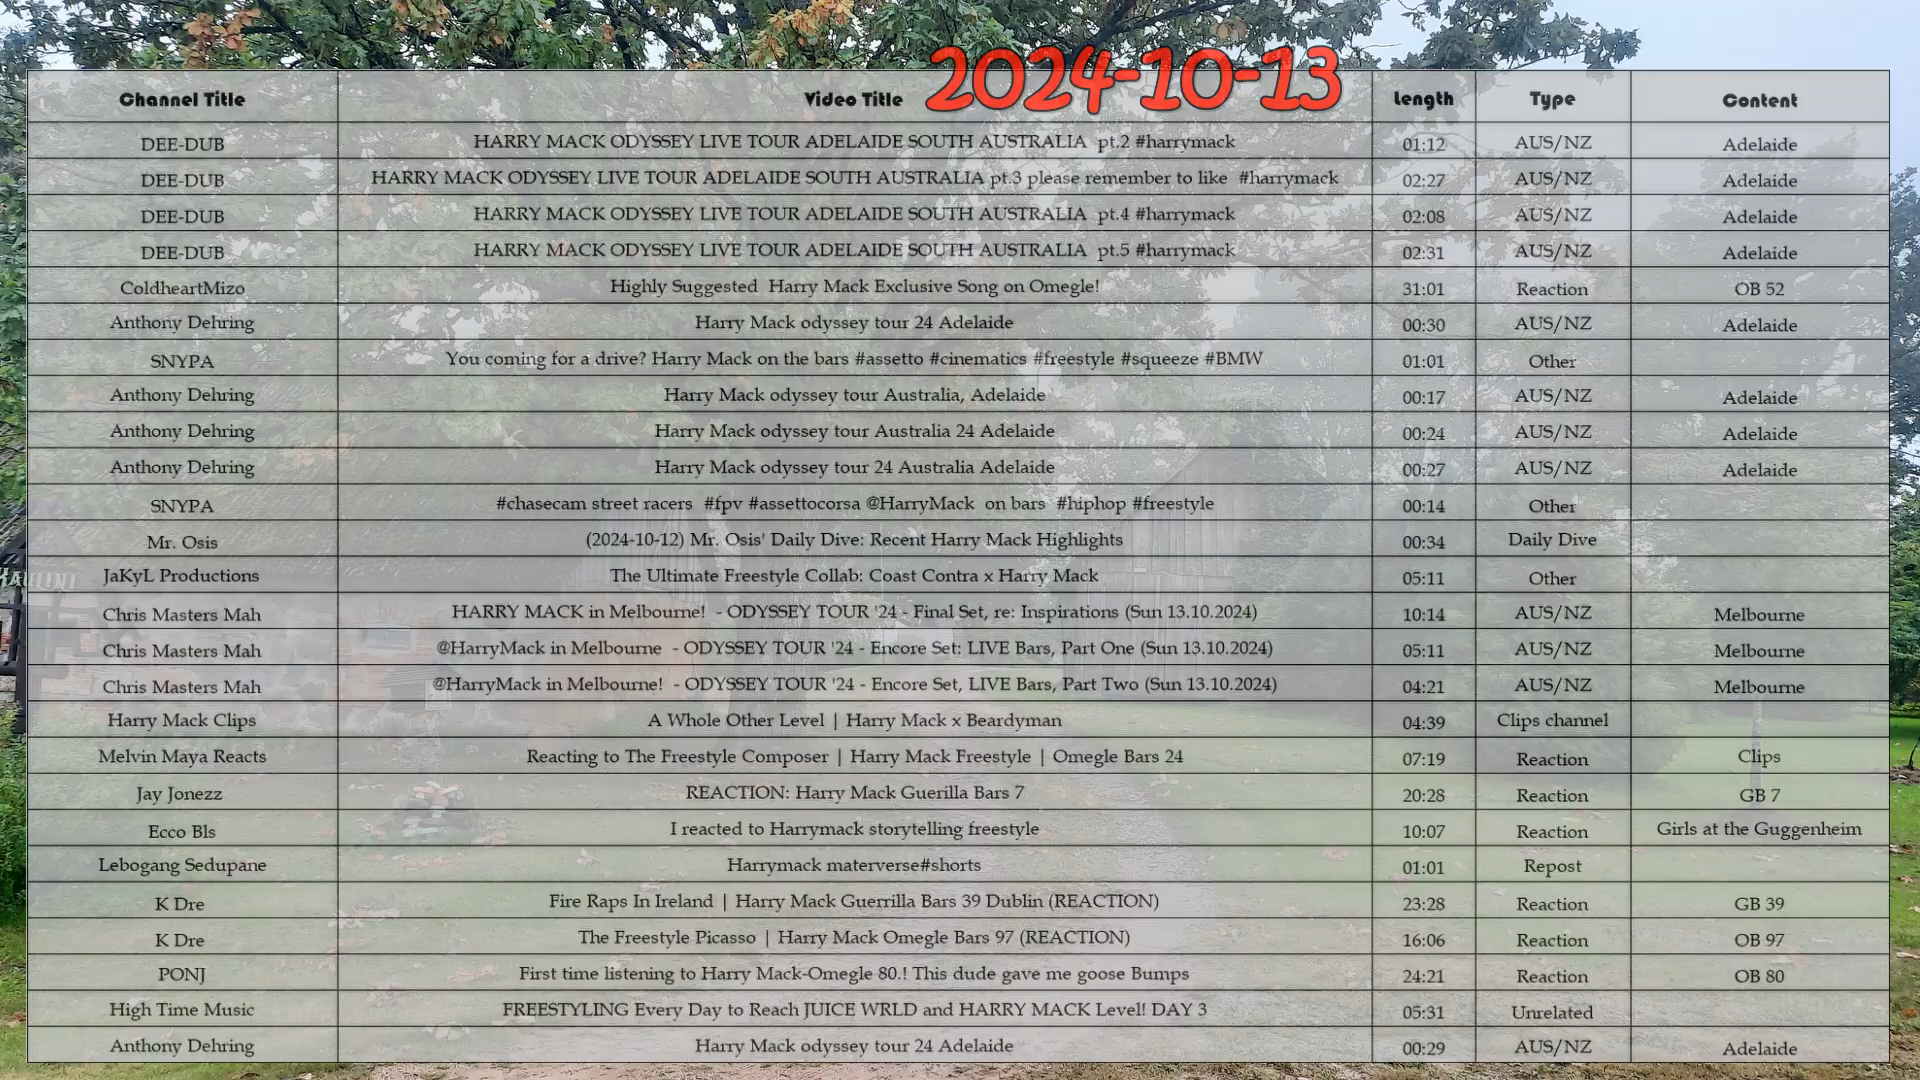 2024-10-13
Channel Title Video Title Length Type Content
DEE-DUB HARRY MACK ODYSSEY LIVE TOUR ADELAIDE SOUTH AUSTRALIA pt.2 #harrymack 01:12 AUS/NZ Adelaide
DEE-DUB HARRY MACK ODYSSEY LIVE TOUR ADELAIDE SOUTH AUSTRALIA pt.3 please remember to like #harrymack 02:27 AUS/NZ Adelaide
DEE-DUB HARRY MACK ODYSSEY LIVE TOUR ADELAIDE SOUTH AUSTRALIA pt.4 #harrymack 02:08 AUS/NZ Adelaide
DEE-DUB HARRY MACK ODYSSEY LIVE TOUR ADELAIDE SOUTH AUSTRALIA pt.5 #harrymack 02:31 AUS/NZ Adelaide
ColdheartMizo Highly Suggested Harry Mack Exclusive Song on Omegle! 31:01 Reaction OB 52
Anthony Dehring Harry Mack odyssey tour 24 Adelaide 00:30 AUS/NZ Adelaide
SNYPA You coming for a drive? Harry Mack on the bars #assetto #cinematics #freestyle #squeeze #BMW 01:01 Other
Anthony Dehring Harry Mack odyssey tour Australia, Adelaide 00:17 AUS/NZ Adelaide
Anthony Dehring Harry Mack odyssey tour Australia 24 Adelaide 00:24 AUS/NZ Adelaide
Anthony Dehring Harry Mack odyssey tour 24 Australia Adelaide 00:27 AUS/NZ Adelaide
SNYPA #chasecam street racers #fpv #assettocorsa @HarryMack on bars #hiphop #freestyle 00:14 Other
Mr. Osis (2024-10-12) Mr. Osis' Daily Dive: Recent Harry Mack Highlights 00:34 Daily Dive
JaKyL Productions The Ultimate Freestyle Collab: Coast Contra x Harry Mack 05:11 Other
Chris Masters Mah HARRY MACK in Melbourne! - ODYSSEY TOUR '24 - Final Set, re: Inspirations (Sun 13.10.2024) 10:14 AUS/NZ Melbourne
Chris Masters Mah @HarryMack in Melbourne - ODYSSEY TOUR '24 - Encore Set: LIVE Bars, Part One (Sun 13.10.2024) 05:11 AUS/NZ Melbourne
Chris Masters Mah @HarryMack in Melbourne! - ODYSSEY TOUR '24 - Encore Set, LIVE Bars, Part Two (Sun 13.10.2024) 04:21 AUS/NZ Melbourne
Harry Mack Clips A Whole Other Level | Harry Mack x Beardyman 04:39 Clips channel
Melvin Maya Reacts Reacting to The Freestyle Composer | Harry Mack Freestyle | Omegle Bars 24 07:19 Reaction Clips
Jay Jonezz REACTION: Harry Mack Guerilla Bars 7 20:28 Reaction GB 7
Ecco Bls I reacted to Harrymack storytelling freestyle 10:07 Reaction Girls at the Guggenheim
Lebogang Sedupane Harrymack materverse#shorts 01:01 Repost
K Dre Fire Raps In Ireland | Harry Mack Guerrilla Bars 39 Dublin (REACTION) 23:28 Reaction GB 39
K Dre The Freestyle Picasso | Harry Mack Omegle Bars 97 (REACTION) 16:06 Reaction OB 97
PONJ First time listening to Harry Mack-Omegle 80.! This dude gave me goose Bumps 24:21 Reaction OB 80
High Time Music FREESTYLING Every Day to Reach JUICE WRLD and HARRY MACK Level! DAY 3 05:31 Unrelated
Anthony Dehring Harry Mack odyssey tour 24 Adelaide 00:29 AUS/NZ Adelaide